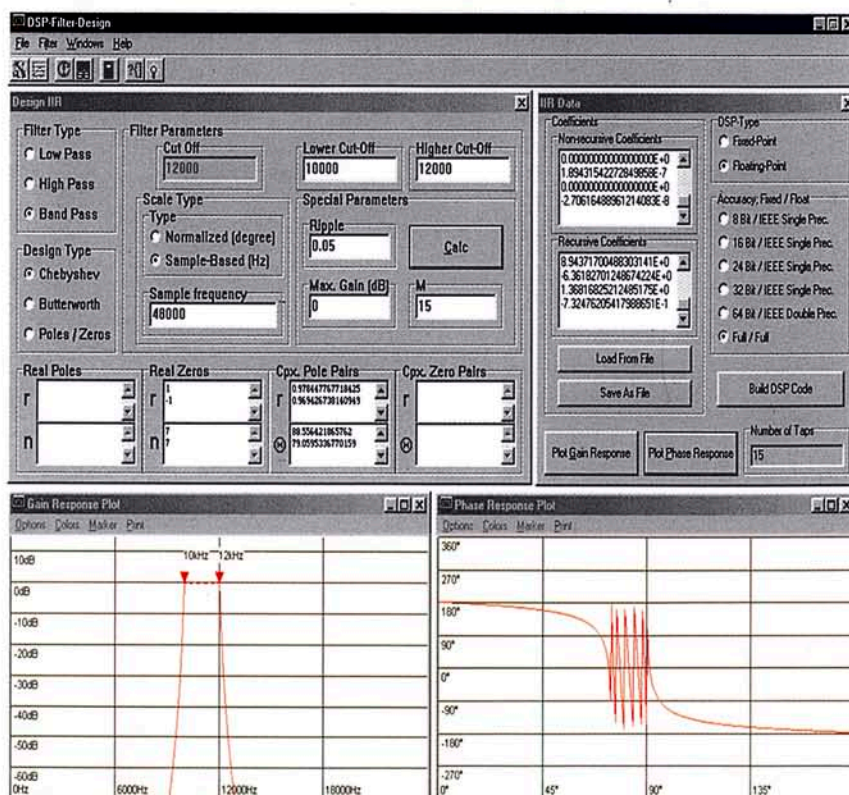 DSP-Filter-Design
File Filter Windows Help
Design IIR
Filter Type
Low Pass
High Pass
Band Pass
Design Type
Chebyshev
Butterworth
Poles / Zeros
Filter Parameters
Cut Off
12000
Lower Cut-Off
10000
Higher Cut-Off
12000
Scale Type
Type
Normalized (degree)
Sample-Based (Hz)
Sample frequency
48000
Special Parameters
Ripple
0.05
Calc
Max. Gain (dB)
0
M
15
Real Poles
r
n
Real Zeros
r
1
-1
n
7
7
Cpx. Pole Pairs
r
0.978447767718425
0.969426738140949
Θ
88.556421865762
79.0595336770159
Cpx. Zero Pairs
r
Θ
IIR Data
Coefficients
Non-recursive Coefficients
0.0000000000000000E+0
1.8943154227284985E-7
0.0000000000000000E+0
-2.7061648896121408E-8
Recursive Coefficients
8.9437170048830314E+0
-6.3618270124867422E+0
1.3681682521248517E+0
-7.3247620541798865E-1
Load From File
Save As File
Plot Gain Response
Plot Phase Response
DSP-Type
Fixed-Point
Floating-Point
Accuracy, Fixed / Float
8 Bit / IEEE Single Prec.
16 Bit / IEEE Single Prec.
24 Bit / IEEE Single Prec.
32 Bit / IEEE Single Prec.
64 Bit / IEEE Double Prec.
Full / Full
Build DSP Code
Number of Taps
15
Gain Response Plot
Options Colors Marker Print
10kHz 12kHz
10dB
0dB
-10dB
-20dB
-30dB
-40dB
-50dB
-60dB
0Hz 6000Hz 12000Hz 18000Hz
Phase Response Plot
Options Colors Marker Print
360°
270°
180°
90°
0°
-90°
-180°
-270°
0° 45° 90° 135°